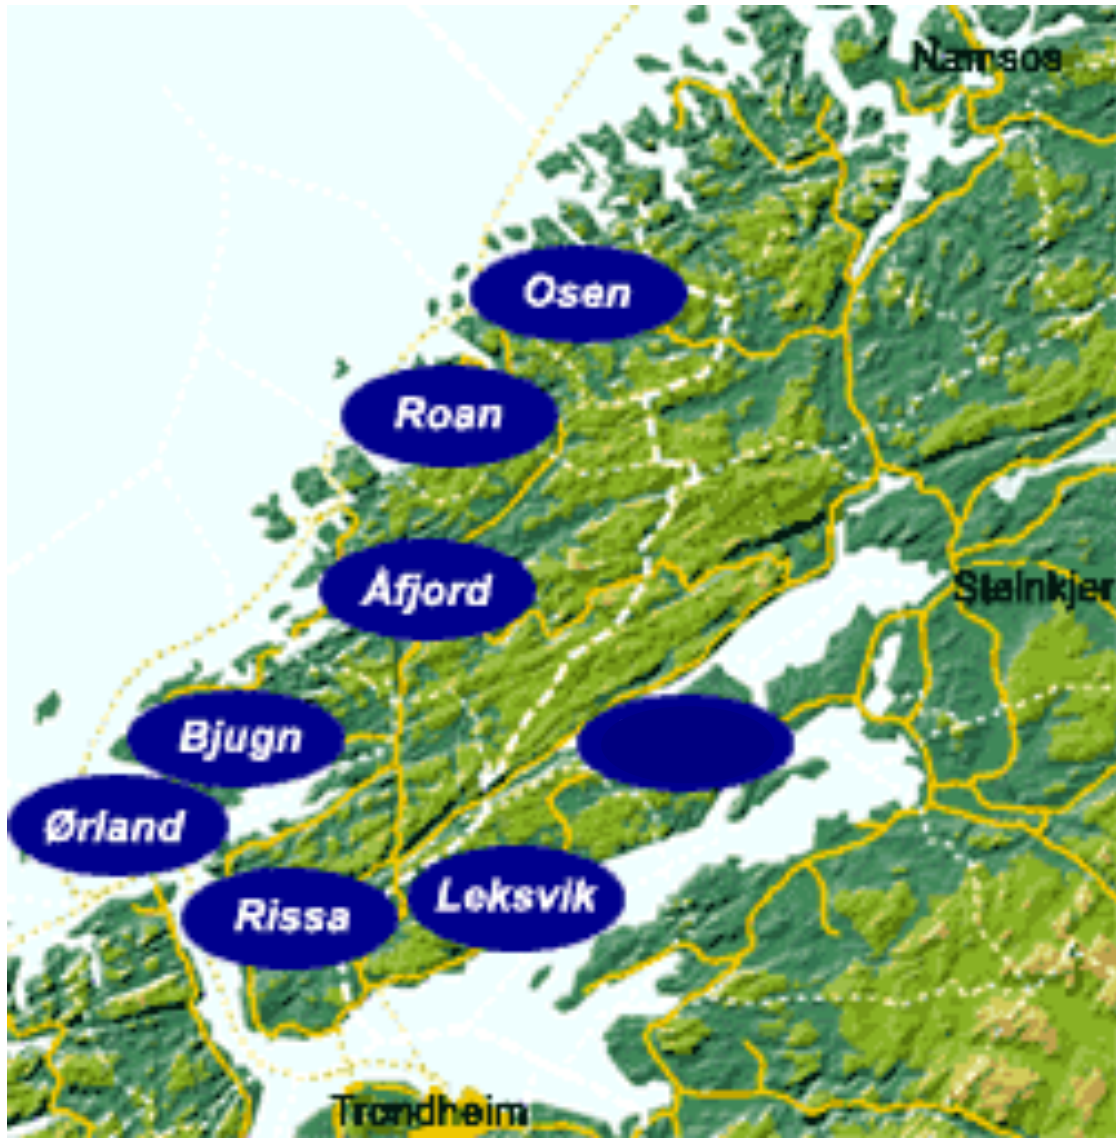 Namsos
Osen
Roan
Steinkjer
Åfjord
Bjugn
Ørland
Leksvik
Rissa
Trondheim